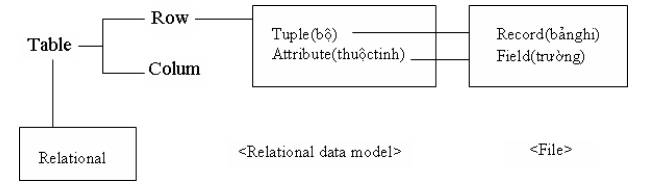 Row
Table
Colum
Tuple(bộ)
Attribute(thuộctinh)
Record(bảnghi)
Field(trường)
Relational
<Relational data model>
<File>